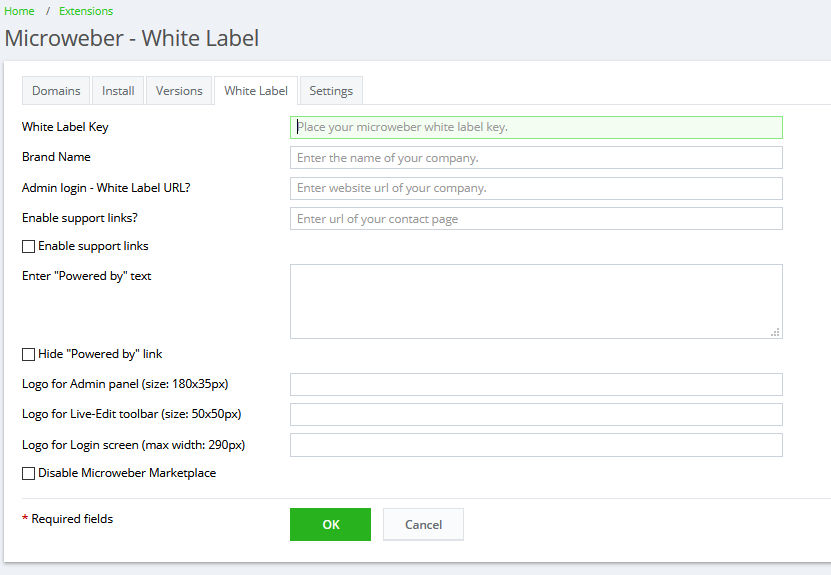 Home / Extensions
Microweber - White Label
Domains Install Versions White Label Settings
White Label Key Place your microweber white label key.
Brand Name Enter the name of your company.
Admin login - White Label URL? Enter website url of your company.
Enable support links? Enter url of your contact page
Enable support links
Enter "Powered by" text
Hide "Powered by" link
Logo for Admin panel (size: 180x35px)
Logo for Live-Edit toolbar (size: 50x50px)
Logo for Login screen (max width: 290px)
Disable Microweber Marketplace
* Required fields OK Cancel